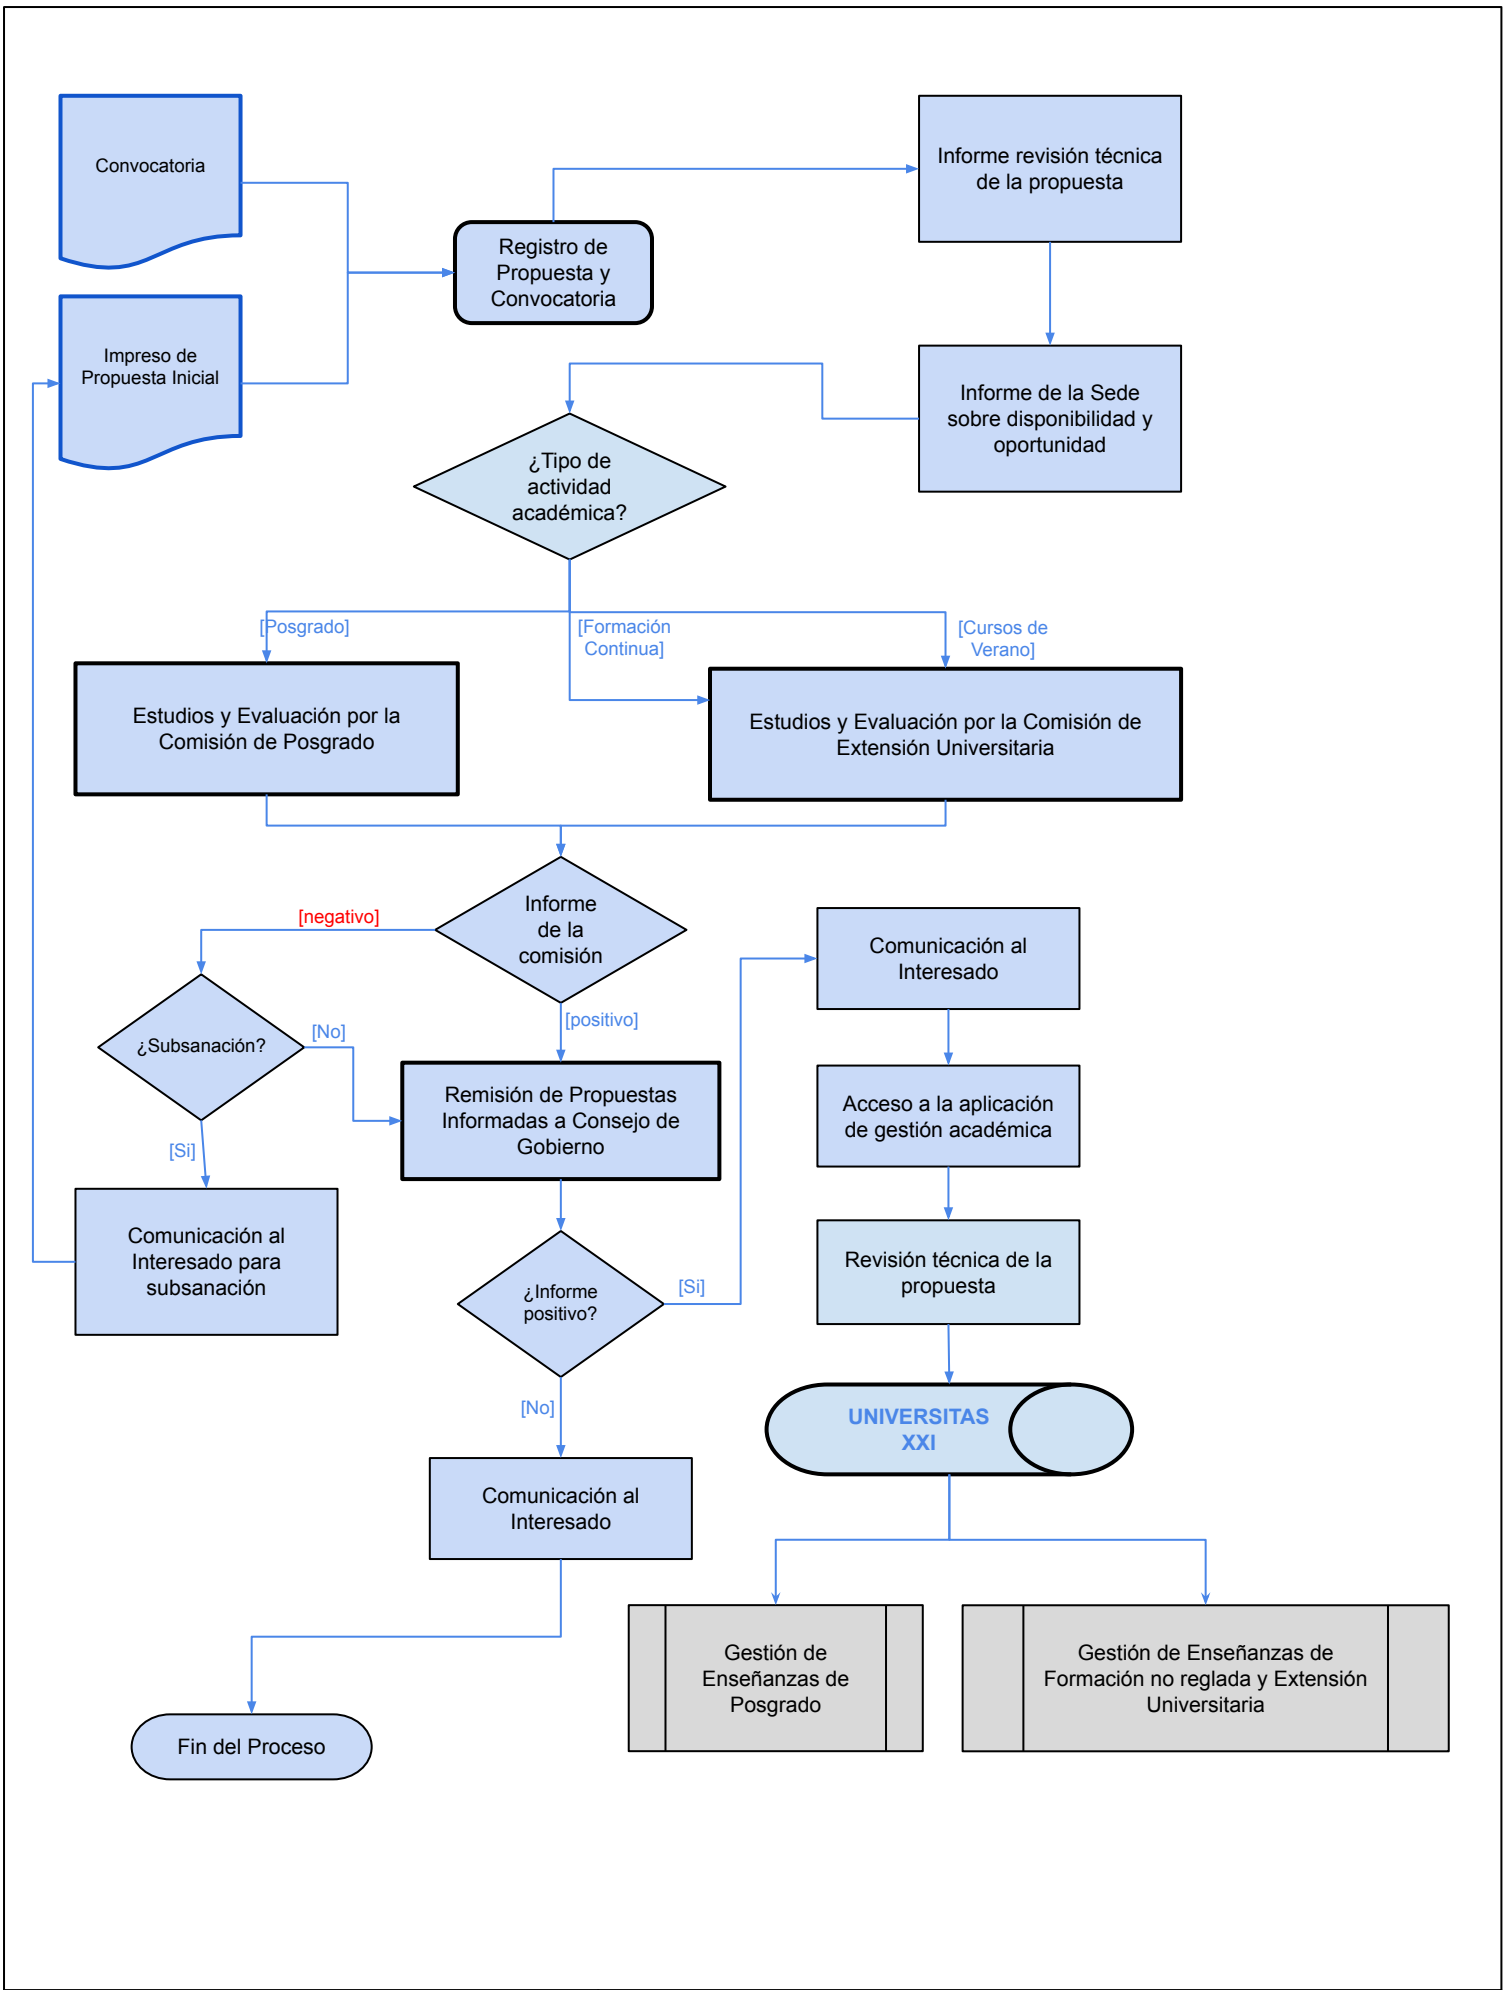 Convocatoria
Informe revisión técnica
de la propuesta
Registro de
Propuesta y
Convocatoria
Impreso de
Propuesta Inicial
Informe de la Sede
sobre disponibilidad y
oportunidad
¿Tipo de
actividad
académica?
[Posgrado]
[Formación
Continua]
[Cursos de
Verano]
Estudios y Evaluación por la
Comisión de Posgrado
Estudios y Evaluación por la Comisión de
Extensión Universitaria
Informe
de la
comisión
[negativo]
[positivo]
¿Subsanación?
[No]
[Si]
Remisión de Propuestas
Informadas a Consejo de
Gobierno
Comunicación al
Interesado
Acceso a la aplicación
de gestión académica
Comunicación al
Interesado para
subsanación
¿Informe
positivo?
[Si]
Revisión técnica de la
propuesta
[No]
UNIVERSITAS
XXI
Comunicación al
Interesado
Gestión de
Enseñanzas de
Posgrado
Gestión de Enseñanzas de
Formación no reglada y Extensión
Universitaria
Fin del Proceso